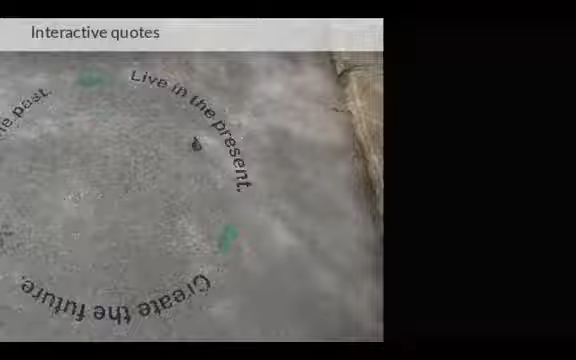 Interactive quotes
past.
Live in the present.
Create the future.